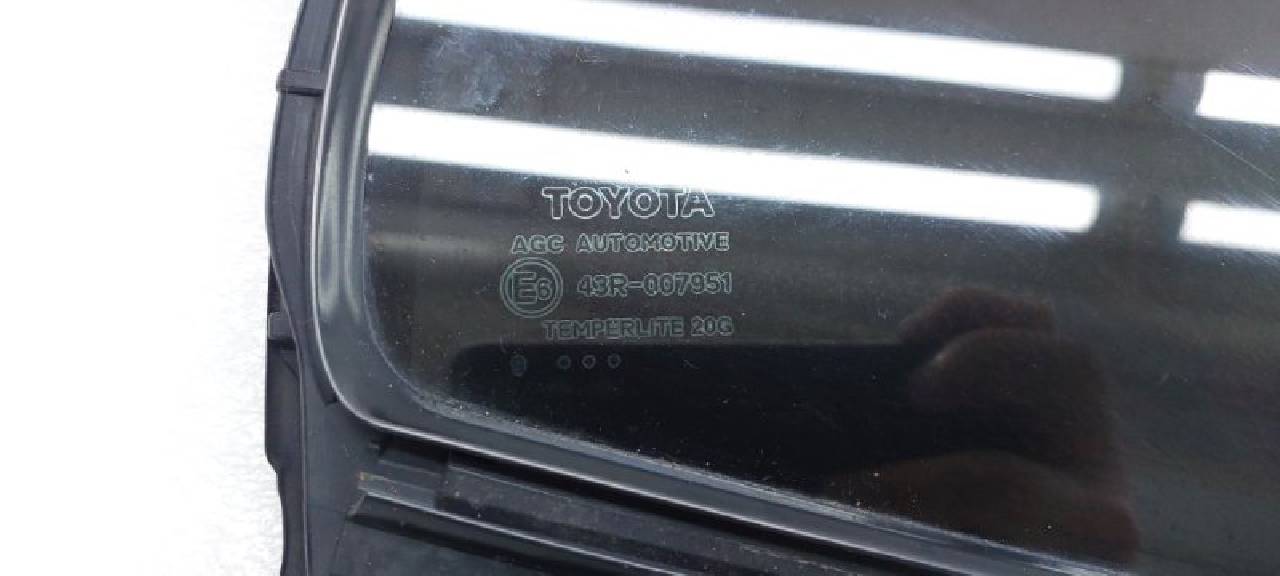 TOYOTA
AGC AUTOMOTIVE
E6 43R-007951
TEMPERLITE 20G